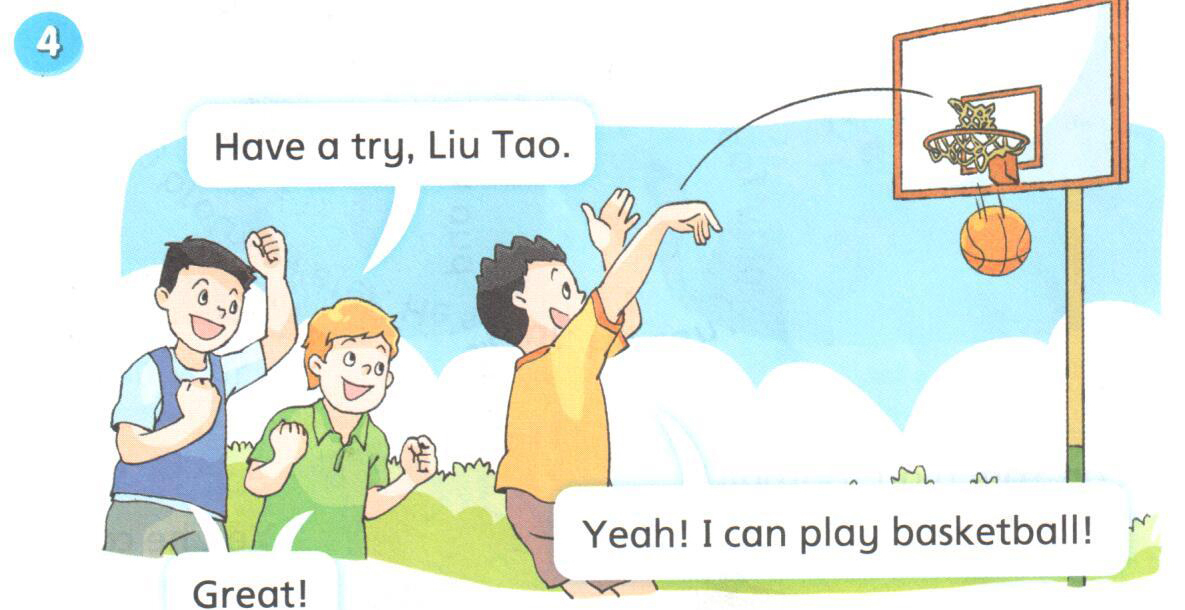 4
Have a try, Liu Tao.
Yeah! I can play basketball!
Great!